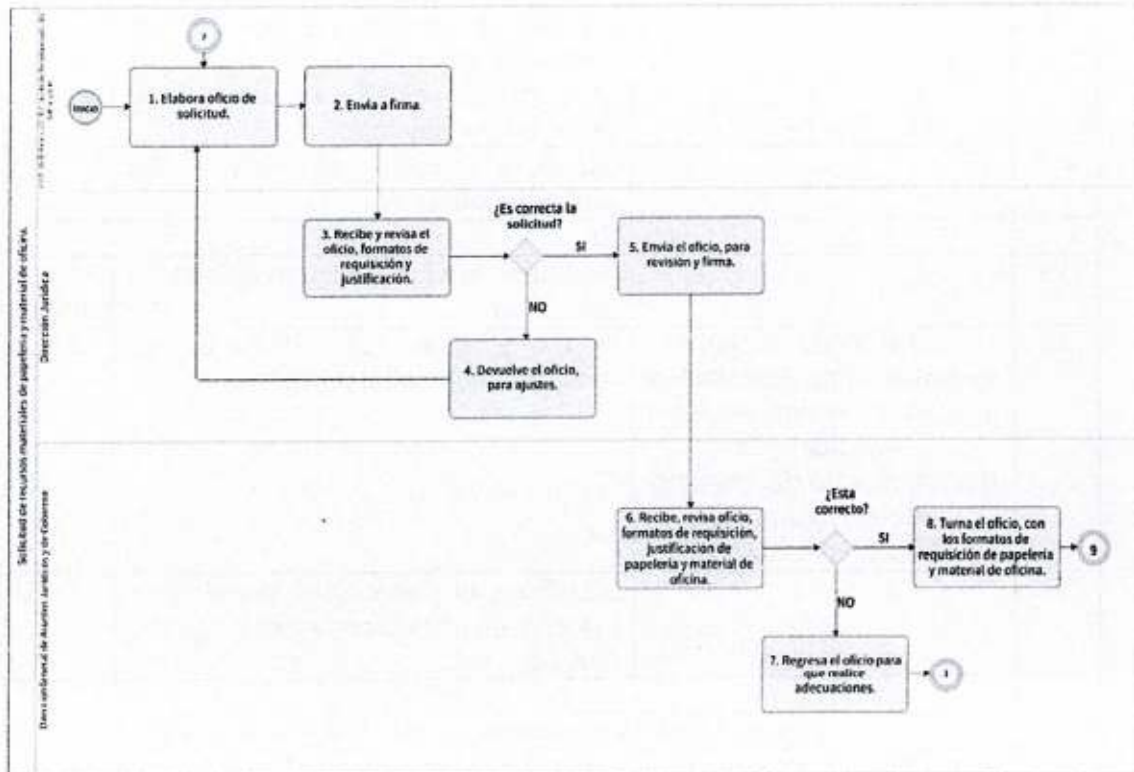 Solicitud de recursos materiales de papelería y material de oficina.
INICIO
1. Elabora oficio de
solicitud.
2. Envía a firma.
Dirección Jurídica
3. Recibe y revisa el
oficio, formatos de
requisición y
justificación.
¿Es correcta la
solicitud?
SI
NO
5. Envia el oficio, para
revisión y firma.
4. Devuelve el oficio,
para ajustes.
Dirección General de Asuntos Jurídicos y de Gobierno
6. Recibe, revisa oficio,
formatos de requisición,
justificación de
papelería y material de
oficina.
¿Esta
correcto?
SI
NO
8. Turna el oficio, con
los formatos de
requisición de papelería
y material de oficina.
9
7. Regresa el oficio para
que realice
adecuaciones.